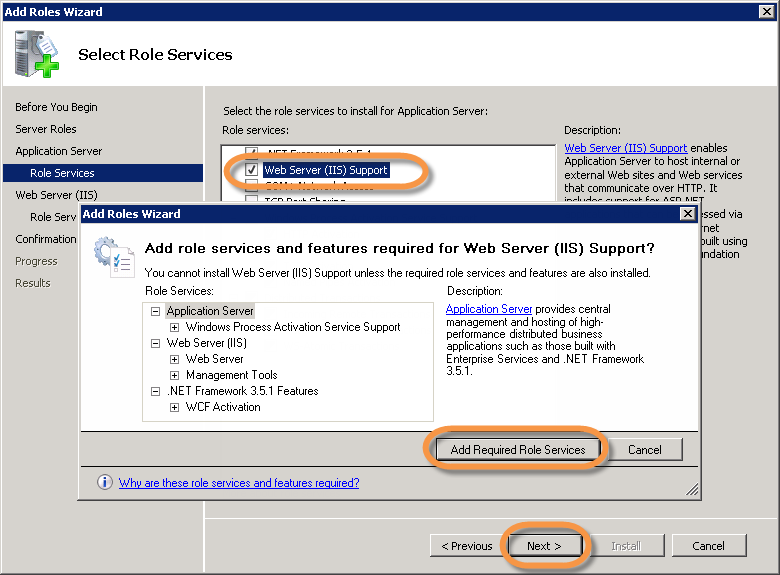 Add Roles Wizard
Select Role Services
Before You Begin
Server Roles
Application Server
Role Services
Web Server (IIS)
Role Serv
Confirmation
Progress
Results
Select the role services to install for Application Server:
Role services:
.NET Framework 3.5.1
Web Server (IIS) Support
COM+ Network Access
TCP Port Sharing
Description:
Web Server (IIS) Support enables
Application Server to host internal or
external Web sites and Web services
that communicate over HTTP. It
includes support for ASP.NET
essed via
rnet
built using
ndation
Add Roles Wizard
Add role services and features required for Web Server (IIS) Support?
You cannot install Web Server (IIS) Support unless the required role services and features are also installed.
Role Services:
Application Server
Windows Process Activation Service Support
Web Server (IIS)
Web Server
Management Tools
.NET Framework 3.5.1 Features
WCF Activation
Description:
Application Server provides central
management and hosting of high-
performance distributed business
applications such as those built with
Enterprise Services and .NET Framework
3.5.1.
Add Required Role Services
Cancel
Why are these role services and features required?
< Previous
Next >
Install
Cancel